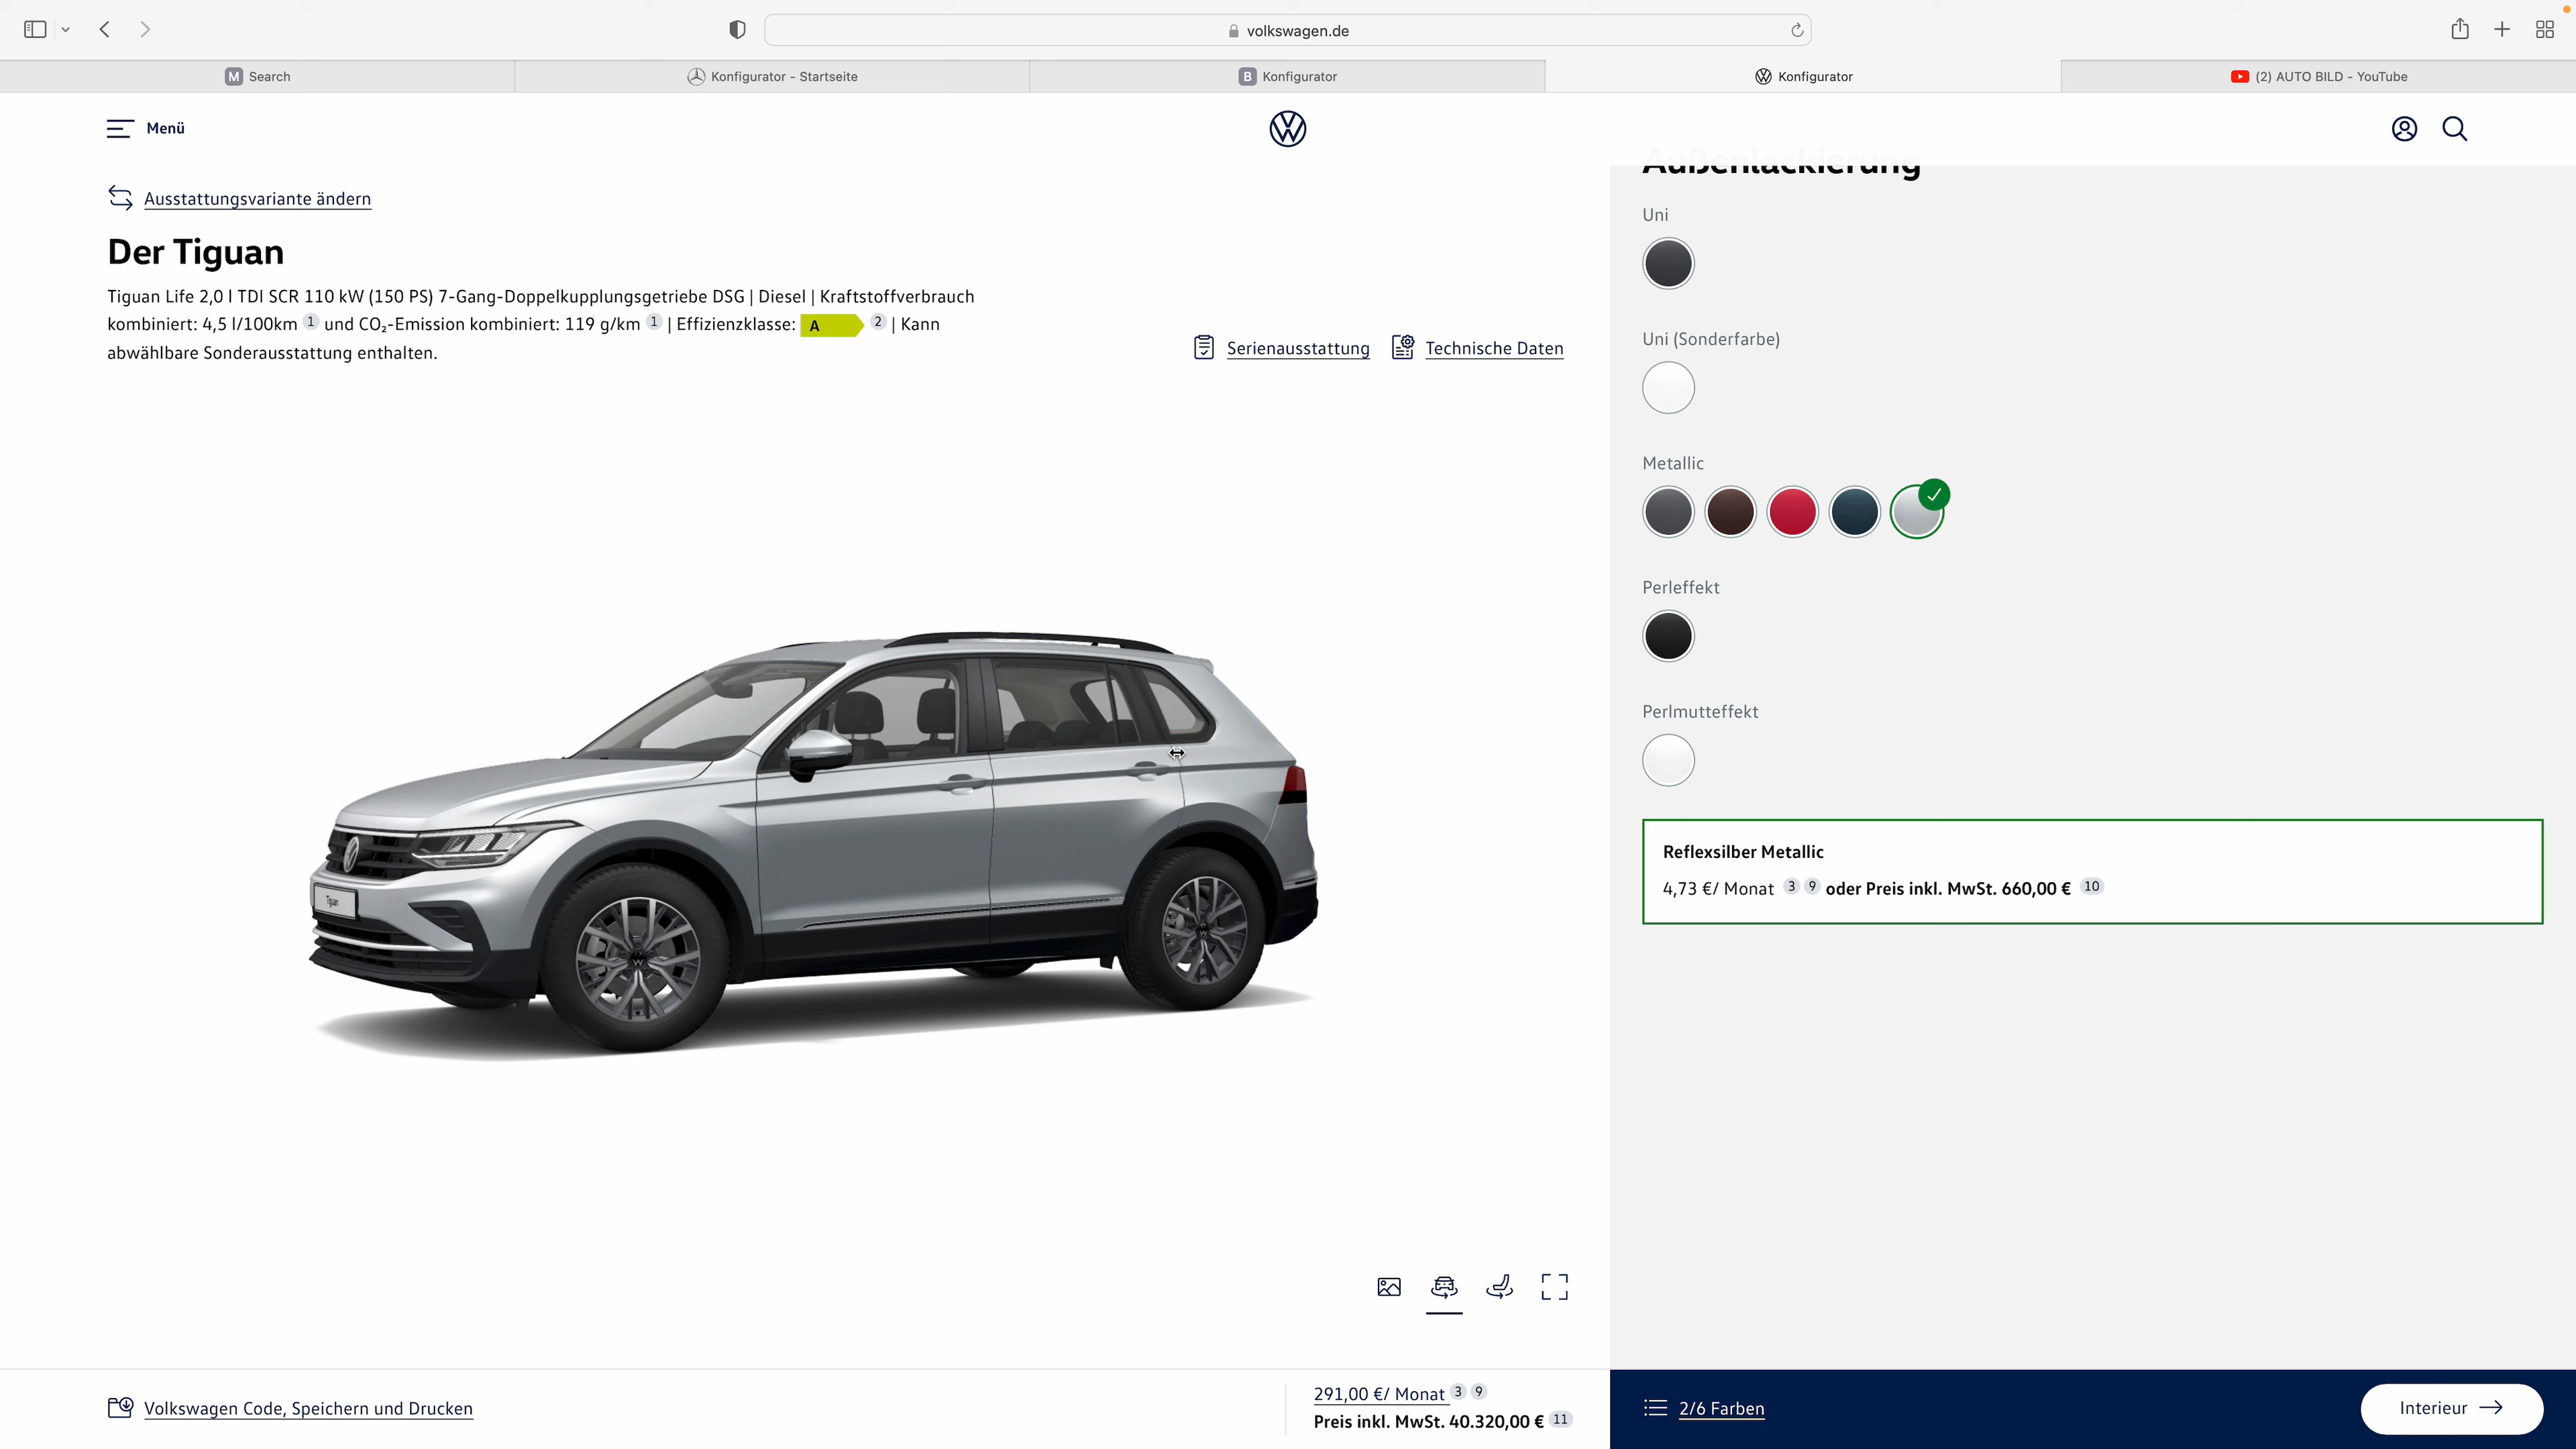 volkswagen.de
M Search
Konfigurator - Startseite
B Konfigurator
Konfigurator
(2) AUTO BILD - YouTube
Menü
Ausstattungsvariante ändern
Der Tiguan
Tiguan Life 2,0 l TDI SCR 110 kW (150 PS) 7-Gang-Doppelkupplungsgetriebe DSG | Diesel | Kraftstoffverbrauch
kombiniert: 4,5 l/100km 1 und CO₂-Emission kombiniert: 119 g/km 1 | Effizienzklasse: A 2 | Kann
abwählbare Sonderausstattung enthalten.
Serienausstattung
Technische Daten
Tiguan
Außenlackierung
Uni
Uni (Sonderfarbe)
Metallic
Perleffekt
Perlmutteffekt
Reflexsilber Metallic
4,73 €/ Monat 3 9 oder Preis inkl. MwSt. 660,00 € 10
Volkswagen Code, Speichern und Drucken
291,00 €/ Monat 3 9
Preis inkl. MwSt. 40.320,00 € 11
2/6 Farben
Interieur